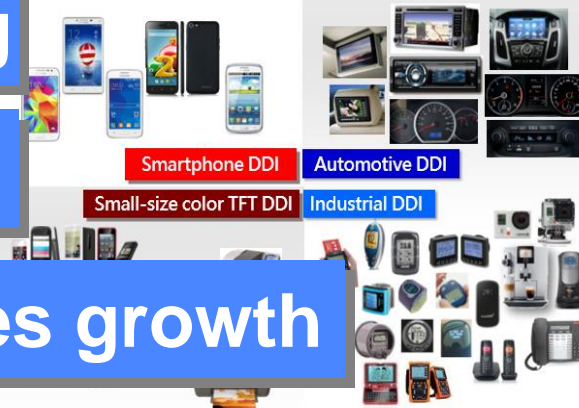 Smartphone DDI
Automotive DDI
Small-size color TFT DDI
Industrial DDI
es growth